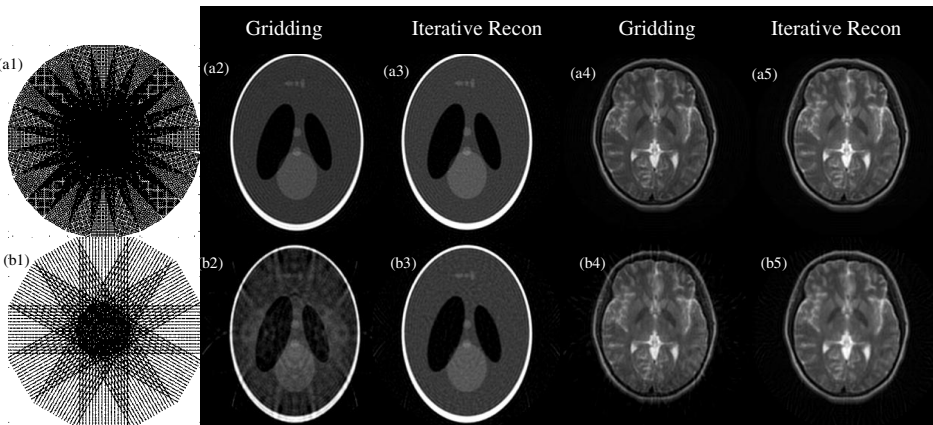 Gridding Iterative Recon Gridding Iterative Recon
(a1) (a2) (a3) (a4) (a5)
(b1) (b2) (b3) (b4) (b5)